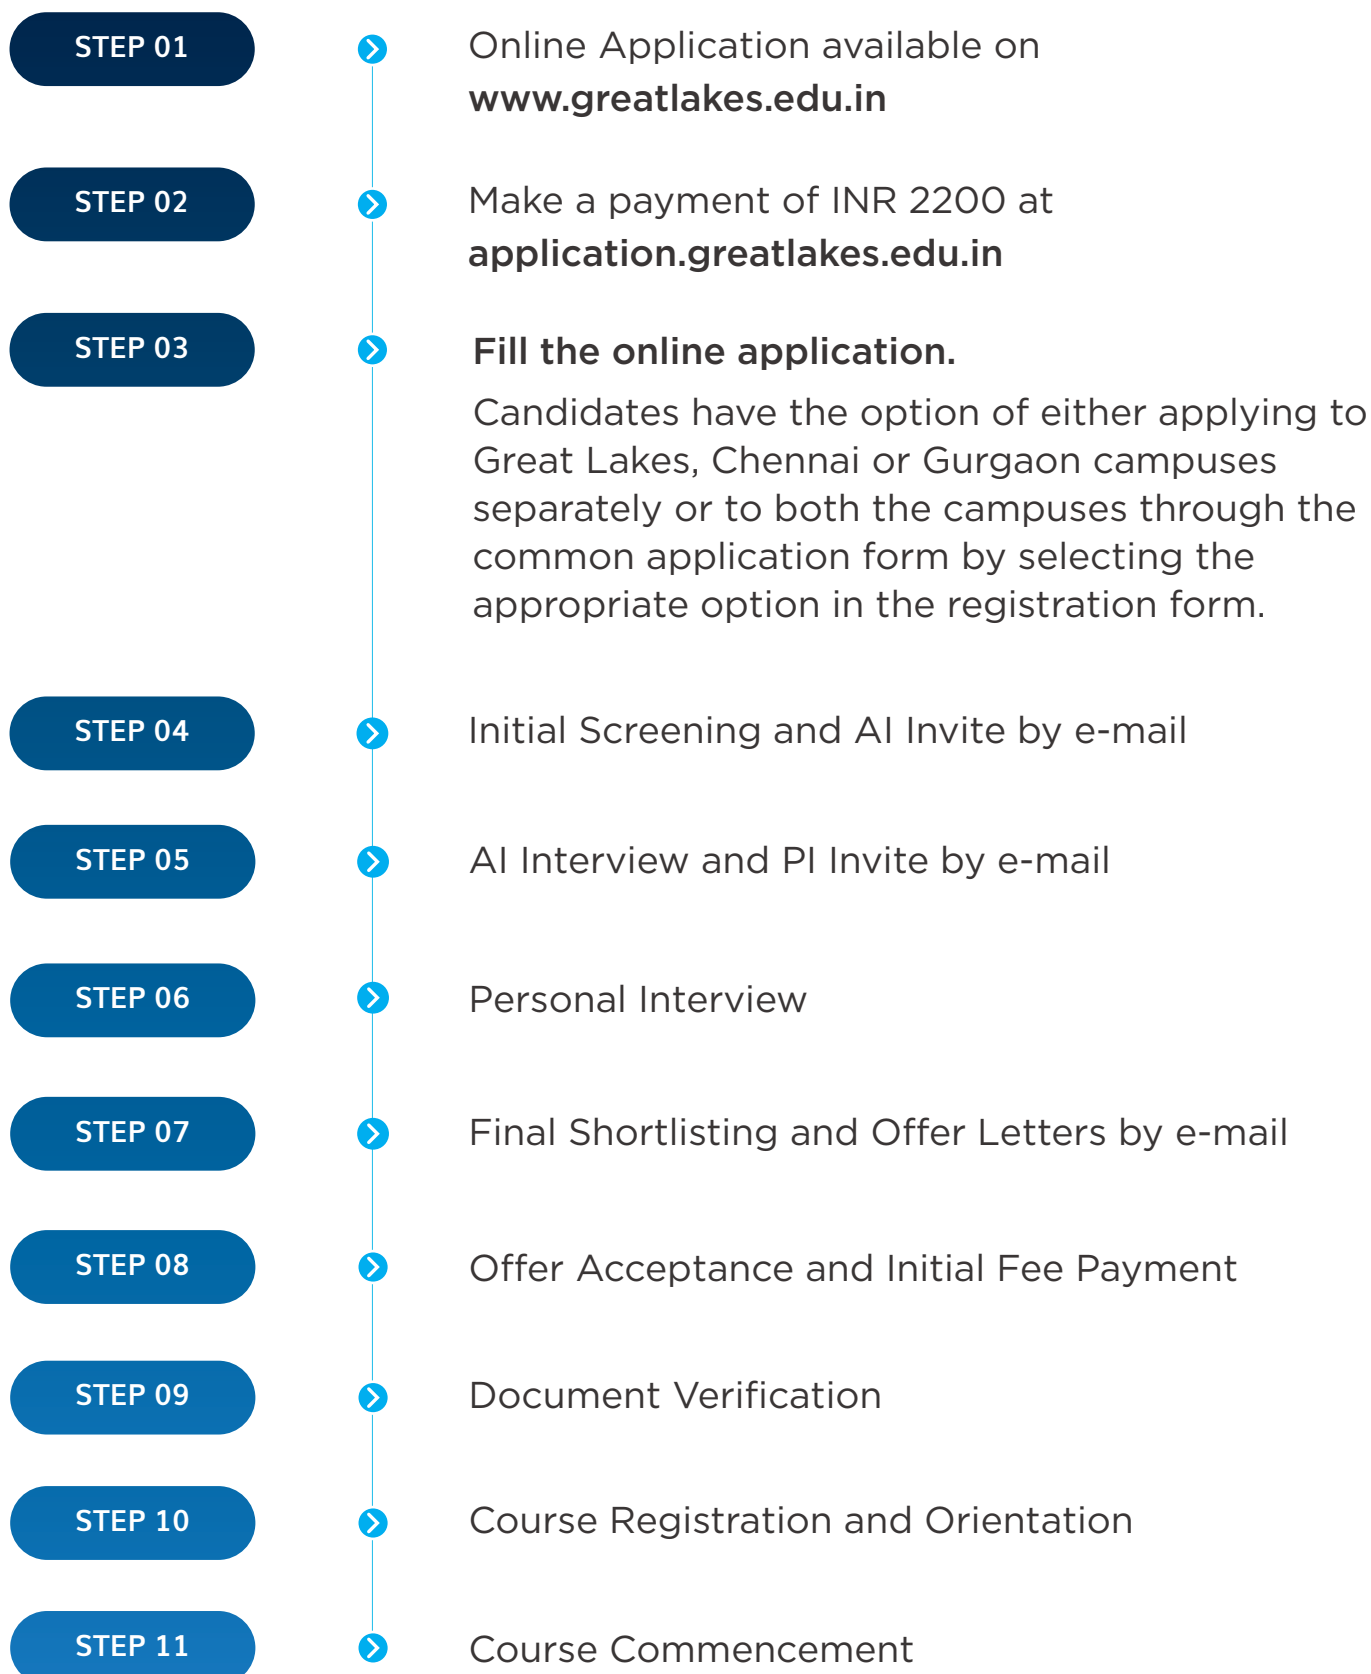 STEP 01
Online Application available on
www.greatlakes.edu.in
STEP 02
Make a payment of INR 2200 at
application.greatlakes.edu.in
STEP 03
Fill the online application.
Candidates have the option of either applying to
Great Lakes, Chennai or Gurgaon campuses
separately or to both the campuses through the
common application form by selecting the
appropriate option in the registration form.
STEP 04
Initial Screening and AI Invite by e-mail
STEP 05
AI Interview and PI Invite by e-mail
STEP 06
Personal Interview
STEP 07
Final Shortlisting and Offer Letters by e-mail
STEP 08
Offer Acceptance and Initial Fee Payment
STEP 09
Document Verification
STEP 10
Course Registration and Orientation
STEP 11
Course Commencement